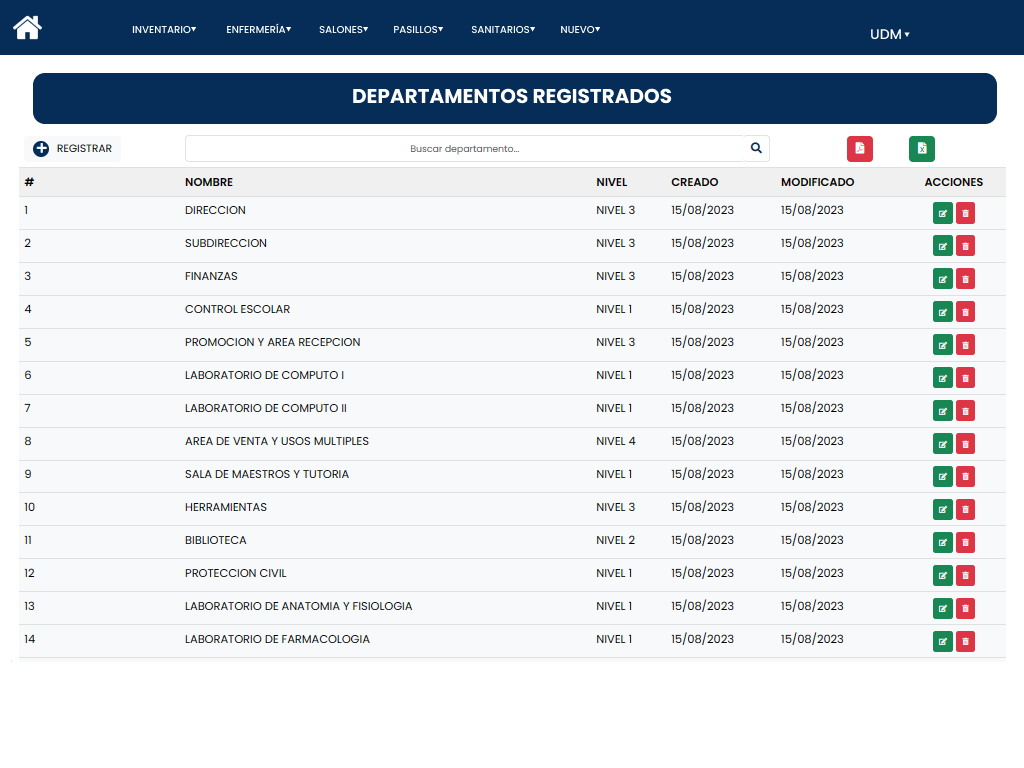 INVENTARIO▾ ENFERMERÍA▾ SALONES▾ PASILLOS▾ SANITARIOS▾ NUEVO▾ UDM ▾
DEPARTAMENTOS REGISTRADOS
REGISTRAR Buscar departamento...
# NOMBRE NIVEL CREADO MODIFICADO ACCIONES
1 DIRECCION NIVEL 3 15/08/2023 15/08/2023
2 SUBDIRECCION NIVEL 3 15/08/2023 15/08/2023
3 FINANZAS NIVEL 3 15/08/2023 15/08/2023
4 CONTROL ESCOLAR NIVEL 1 15/08/2023 15/08/2023
5 PROMOCION Y AREA RECEPCION NIVEL 3 15/08/2023 15/08/2023
6 LABORATORIO DE COMPUTO I NIVEL 1 15/08/2023 15/08/2023
7 LABORATORIO DE COMPUTO II NIVEL 1 15/08/2023 15/08/2023
8 AREA DE VENTA Y USOS MULTIPLES NIVEL 4 15/08/2023 15/08/2023
9 SALA DE MAESTROS Y TUTORIA NIVEL 1 15/08/2023 15/08/2023
10 HERRAMIENTAS NIVEL 3 15/08/2023 15/08/2023
11 BIBLIOTECA NIVEL 2 15/08/2023 15/08/2023
12 PROTECCION CIVIL NIVEL 1 15/08/2023 15/08/2023
13 LABORATORIO DE ANATOMIA Y FISIOLOGIA NIVEL 1 15/08/2023 15/08/2023
14 LABORATORIO DE FARMACOLOGIA NIVEL 1 15/08/2023 15/08/2023